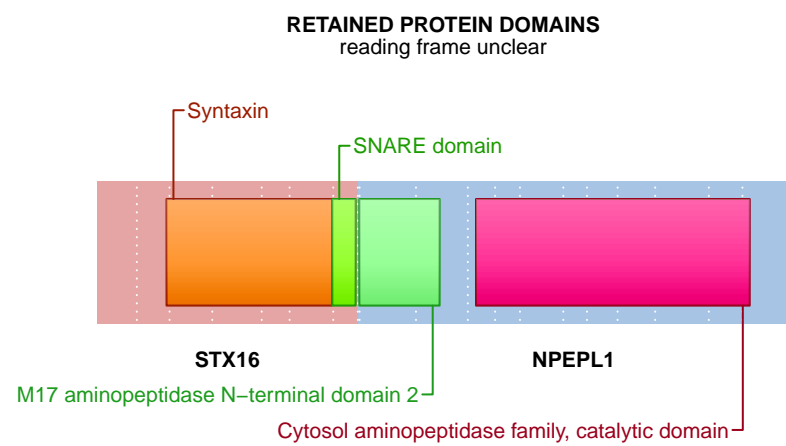 RETAINED PROTEIN DOMAINS
reading frame unclear
Syntaxin
SNARE domain
STX16
NPEPL1
M17 aminopeptidase N−terminal domain 2
Cytosol aminopeptidase family, catalytic domain